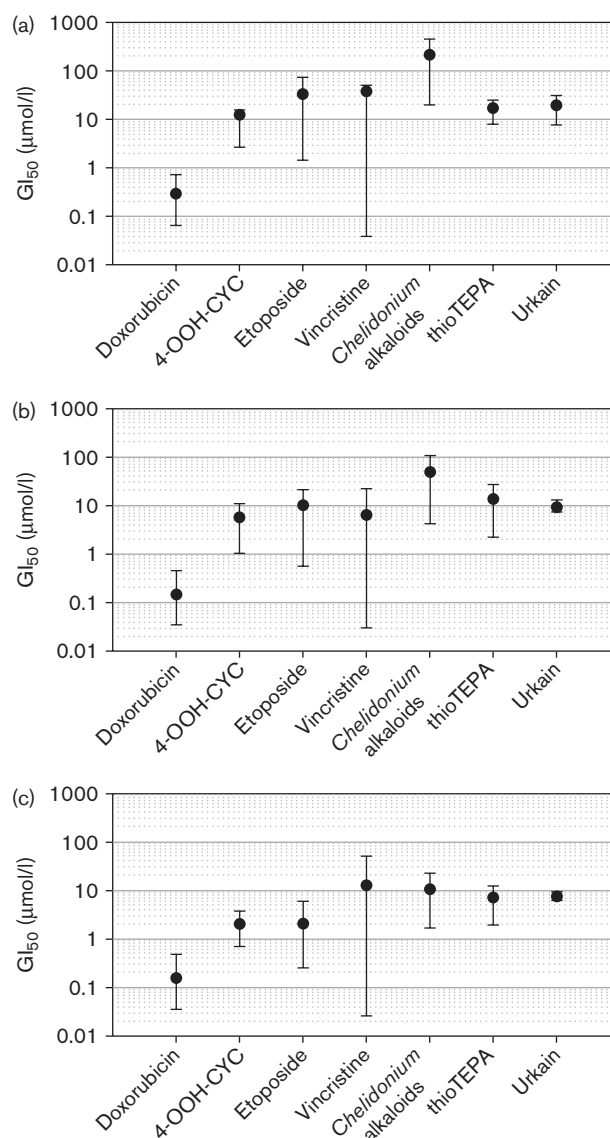 (a)
1000
100
10
1
0.1
0.01
GI50 (μmol/l)
Doxorubicin
4-OOH-CYC
Etoposide
Vincristine
Chelidonium
alkaloids
thioTEPA
Urkain
(b)
1000
100
10
1
0.1
0.01
GI50 (μmol/l)
Doxorubicin
4-OOH-CYC
Etoposide
Vincristine
Chelidonium
alkaloids
thioTEPA
Urkain
(c)
1000
100
10
1
0.1
0.01
GI50 (μmol/l)
Doxorubicin
4-OOH-CYC
Etoposide
Vincristine
Chelidonium
alkaloids
thioTEPA
Urkain